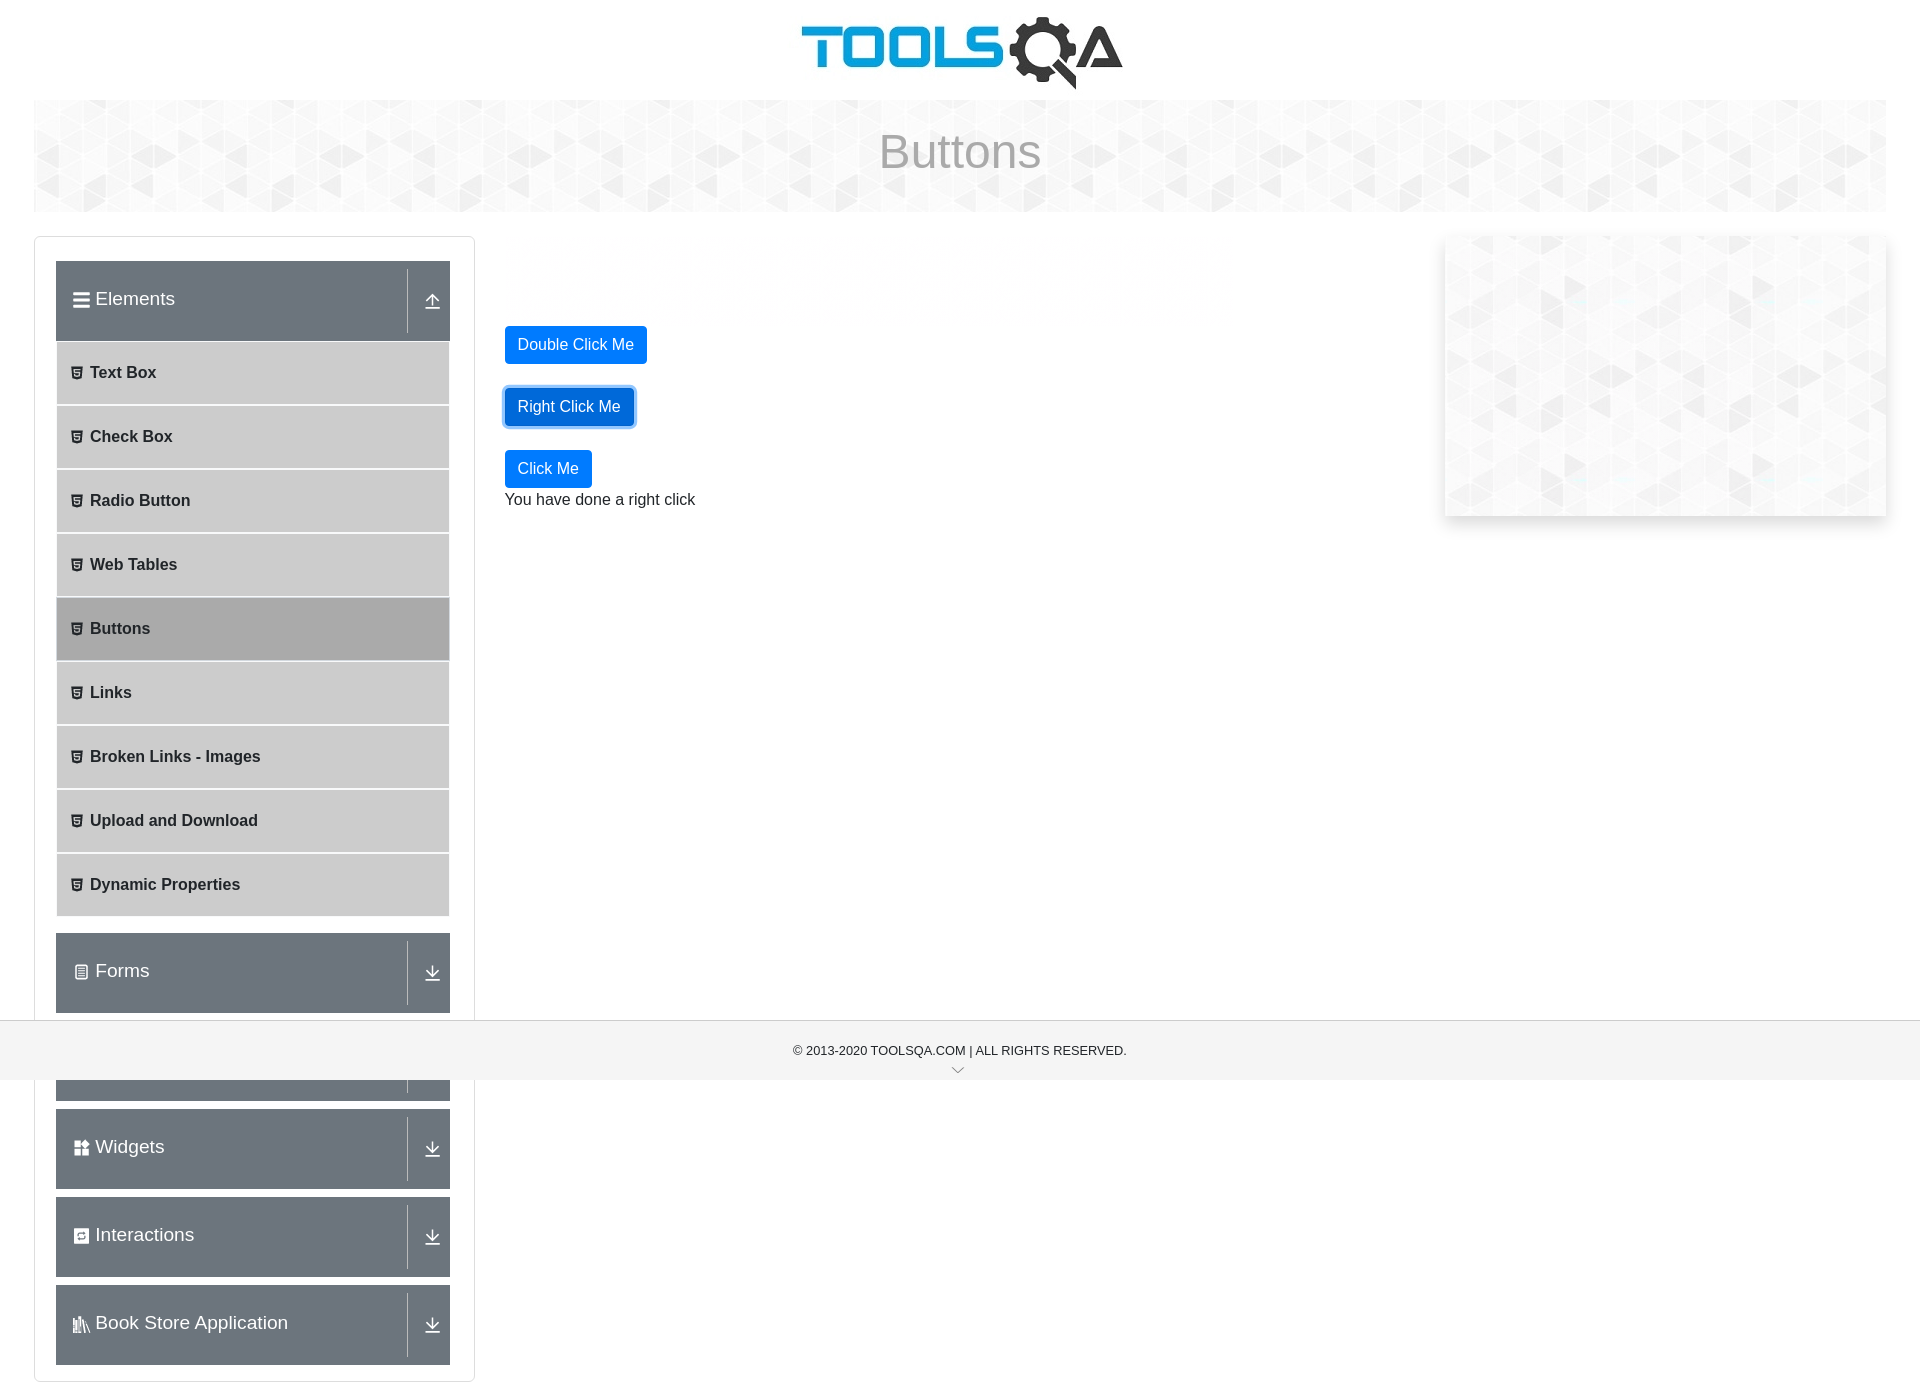 TOOLSQA
Buttons
Elements
Text Box
Check Box
Radio Button
Web Tables
Buttons
Links
Broken Links - Images
Upload and Download
Dynamic Properties
Forms
Widgets
Interactions
Book Store Application
Double Click Me
Right Click Me
Click Me
You have done a right click
© 2013-2020 TOOLSQA.COM | ALL RIGHTS RESERVED.